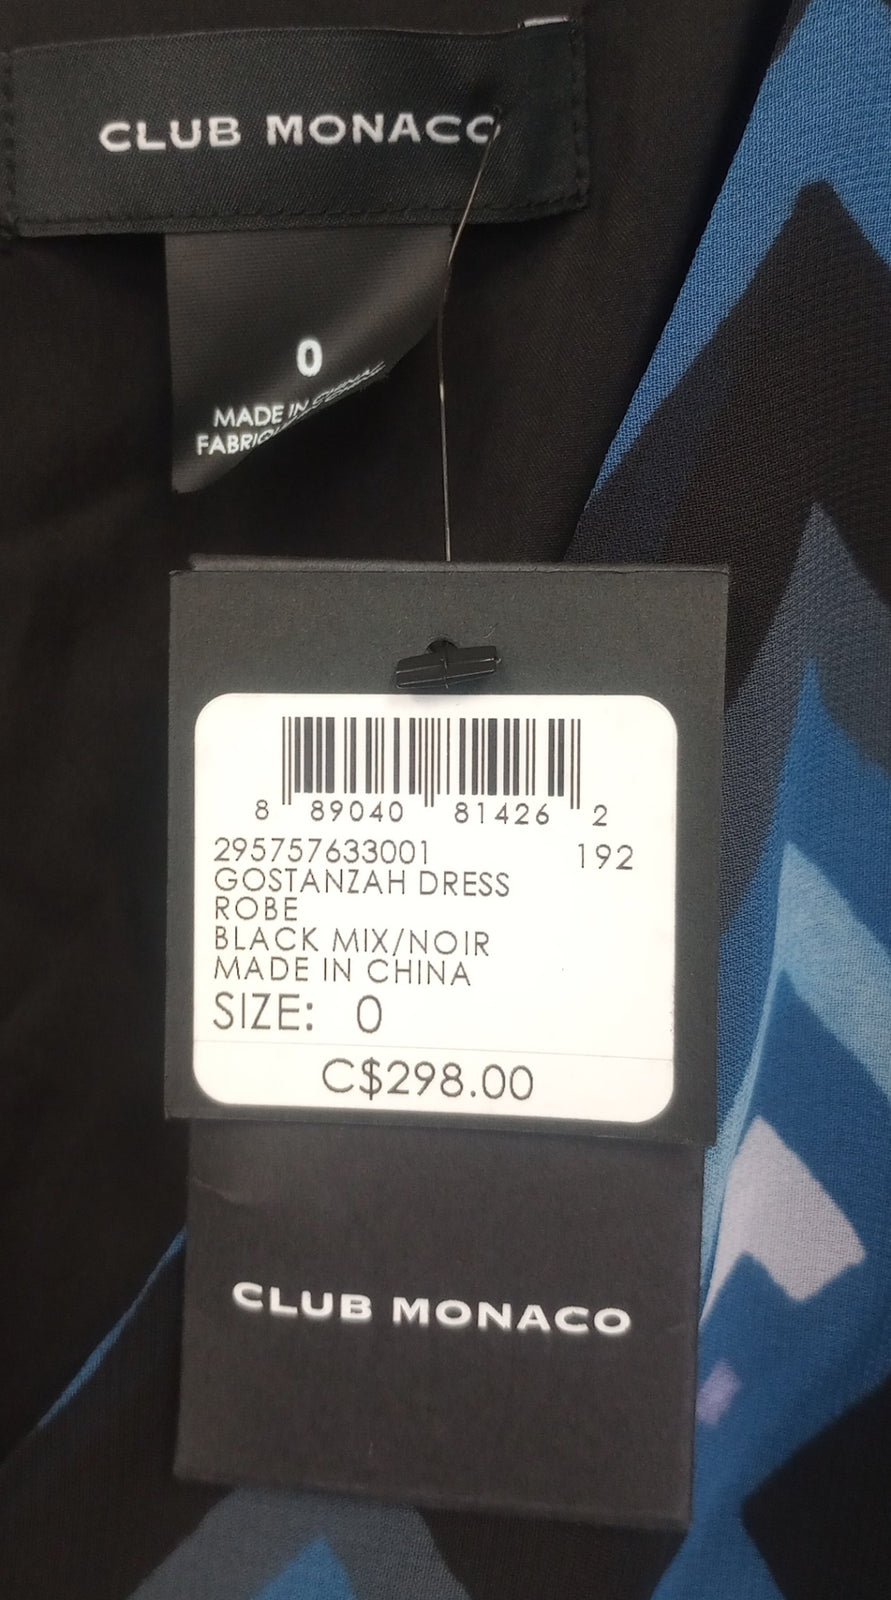 CLUB MONACO
0
MADE IN CHINA
8 89040 81426 2
295757633001 192
GOSTANZAH DRESS
ROBE
BLACK MIX/NOIR
MADE IN CHINA
SIZE: 0
C$298.00
CLUB MONACO